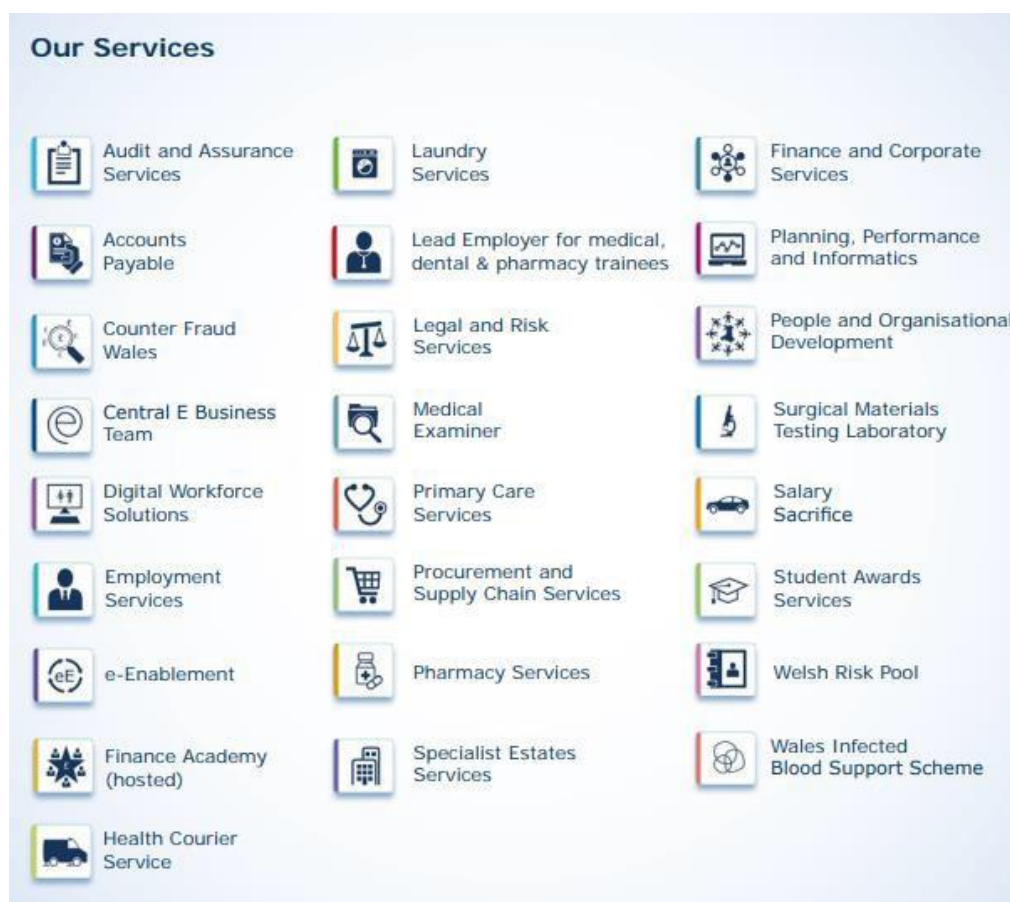 Our Services
Audit and Assurance
Services
Accounts
Payable
Counter Fraud
Wales
Central E Business
Team
Digital Workforce
Solutions
Employment
Services
eE
e-Enablement
Finance Academy
(hosted)
Health Courier
Service
Laundry
Services
Lead Employer for medical,
dental & pharmacy trainees
Legal and Risk
Services
Medical
Examiner
Primary Care
Services
Procurement and
Supply Chain Services
Pharmacy Services
Specialist Estates
Services
Finance and Corporate
Services
Planning, Performance
and Informatics
People and Organisational
Development
Surgical Materials
Testing Laboratory
Salary
Sacrifice
Student Awards
Services
Welsh Risk Pool
Wales Infected
Blood Support Scheme